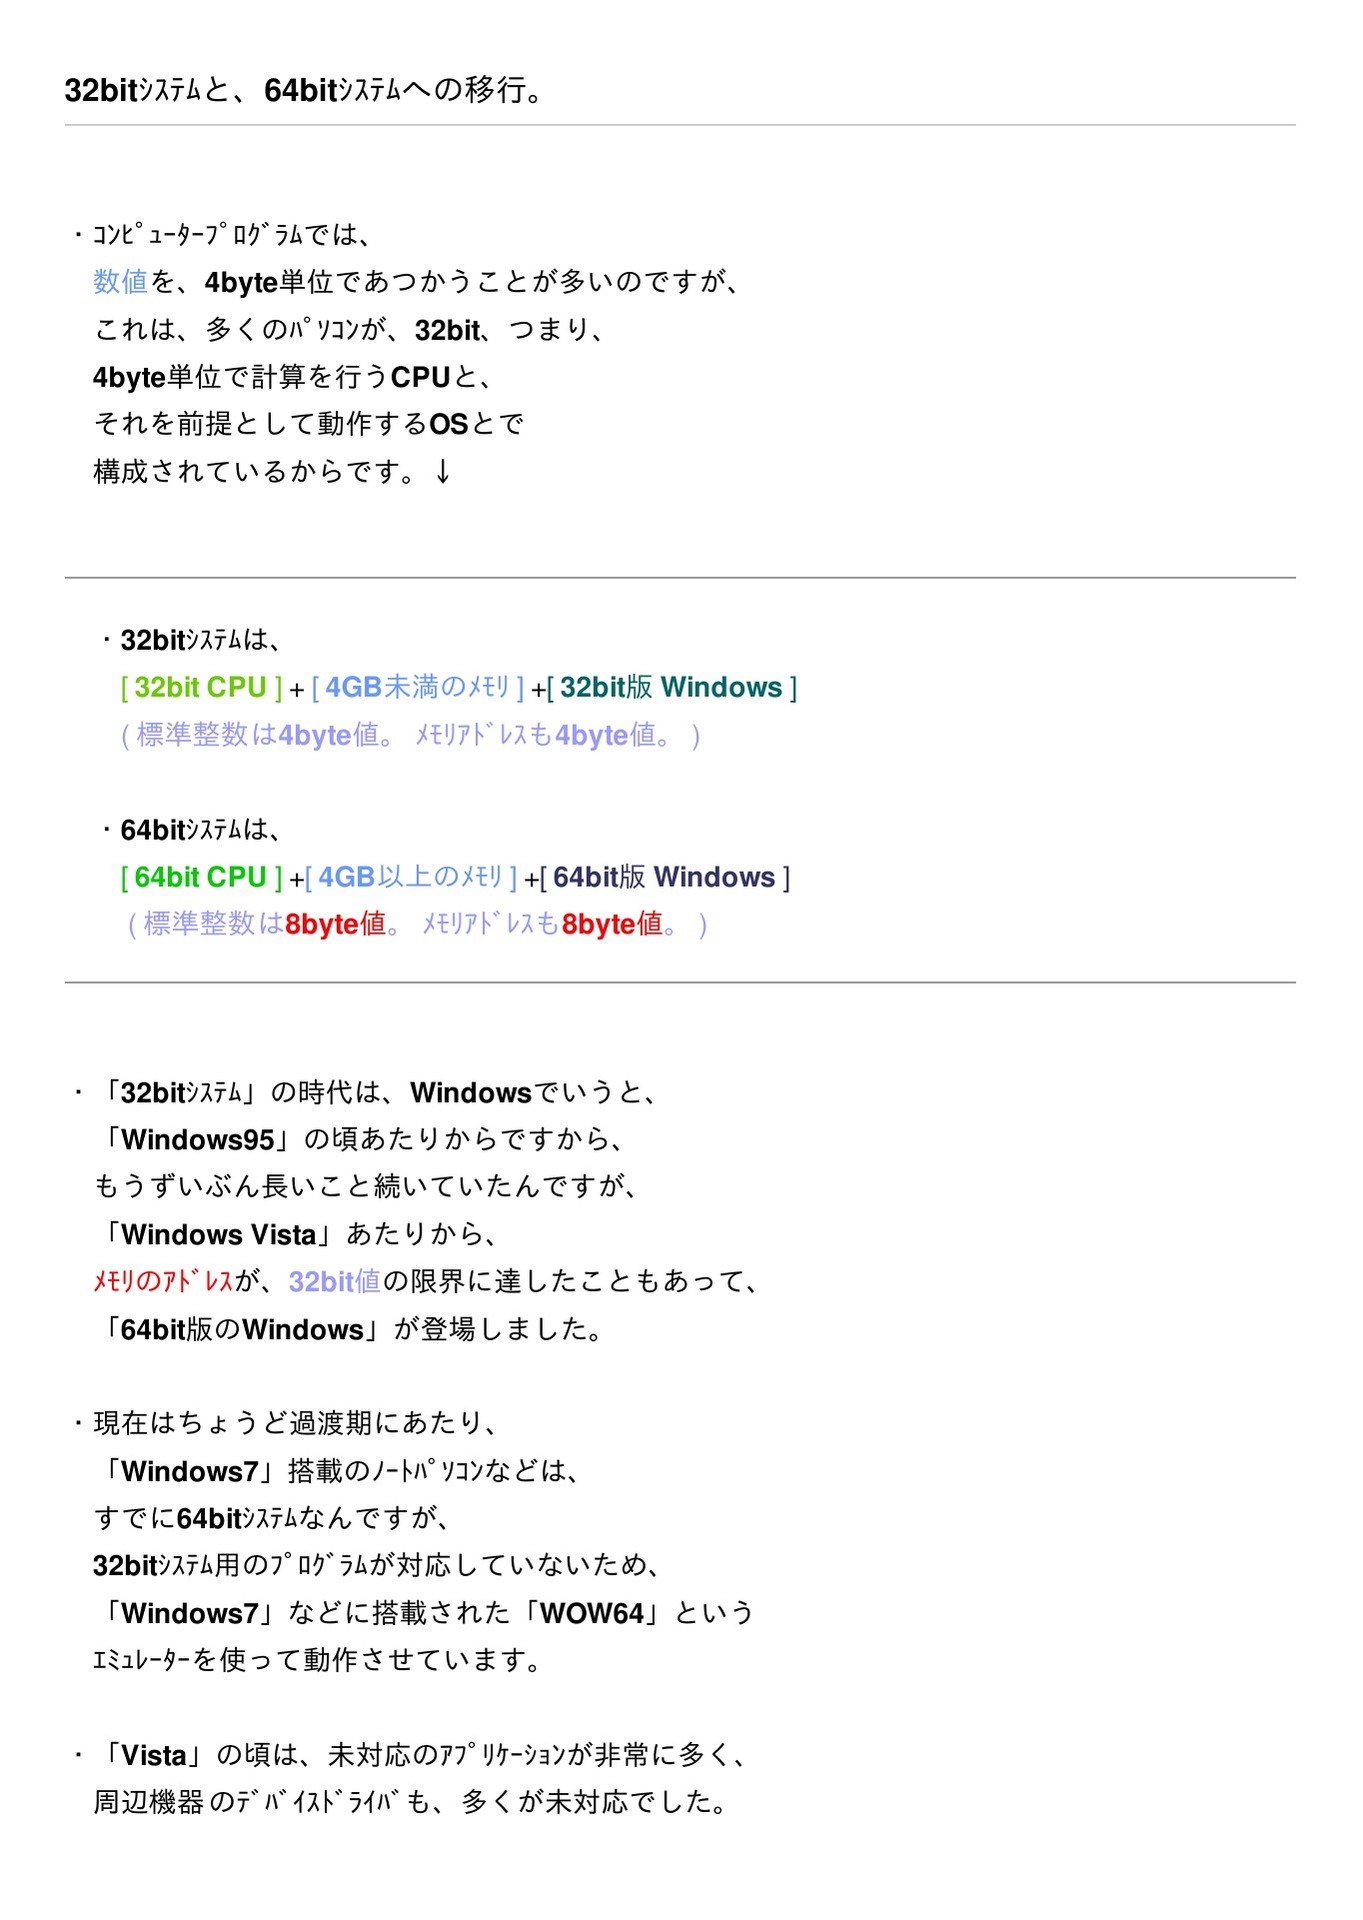 32bitｼｽﾃﾑと、64bitｼｽﾃﾑへの移行。
・ｺﾝﾋﾟｭｰﾀｰﾌﾟﾛｸﾞﾗﾑでは、
数値を、4byte単位であつかうことが多いのですが、
これは、多くのﾊﾟｿｺﾝが、32bit、つまり、
4byte単位で計算を行うCPUと、
それを前提として動作するOSとで
構成されているからです。↓
・32bitｼｽﾃﾑは、
[ 32bit CPU ] + [ 4GB未満のﾒﾓﾘ ] +[ 32bit版 Windows ]
( 標準整数は4byte値。 ﾒﾓﾘｱﾄﾞﾚｽも4byte値。 )
・64bitｼｽﾃﾑは、
[ 64bit CPU ] +[ 4GB以上のﾒﾓﾘ ] +[ 64bit版 Windows ]
( 標準整数は8byte値。 ﾒﾓﾘｱﾄﾞﾚｽも8byte値。 )
・「32bitｼｽﾃﾑ」の時代は、Windowsでいうと、
「Windows95」の頃あたりからですから、
もうずいぶん長いこと続いていたんですが、
「Windows Vista」あたりから、
ﾒﾓﾘのｱﾄﾞﾚｽが、32bit値の限界に達したこともあって、
「64bit版のWindows」が登場しました。
・現在はちょうど過渡期にあたり、
「Windows7」搭載のﾉｰﾄﾊﾟｿｺﾝなどは、
すでに64bitｼｽﾃﾑなんですが、
32bitｼｽﾃﾑ用のﾌﾟﾛｸﾞﾗﾑが対応していないため、
「Windows7」などに搭載された「WOW64」という
ｴﾐｭﾚｰﾀｰを使って動作させています。
・「Vista」の頃は、未対応のｱﾌﾟﾘｹｰｼｮﾝが非常に多く、
周辺機器のﾃﾞﾊﾞｲｽﾄﾞﾗｲﾊﾞも、多くが未対応でした。